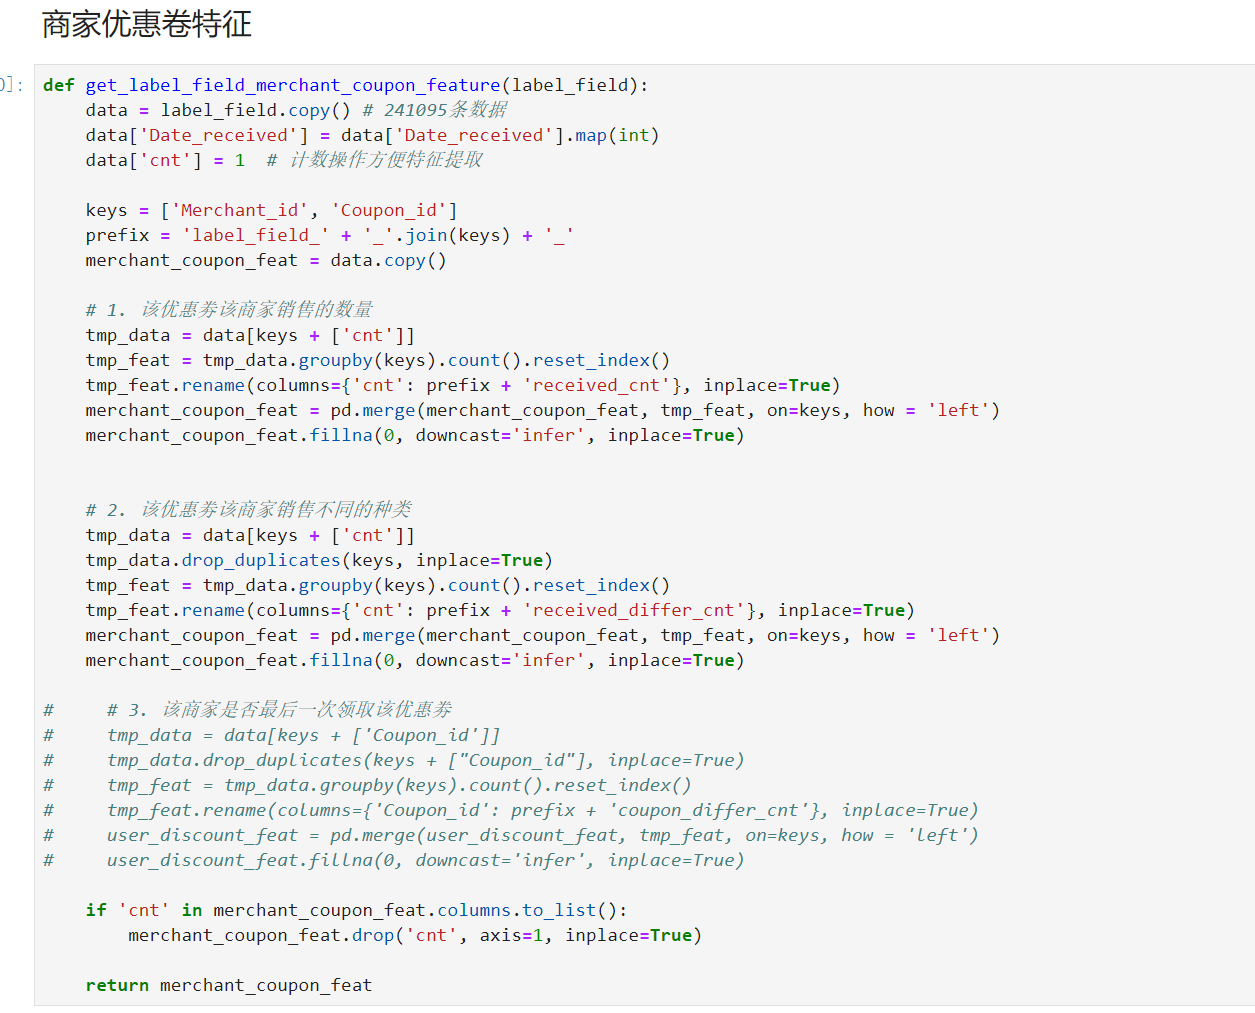 商家优惠卷特征
0]:
def get_label_field_merchant_coupon_feature(label_field):
    data = label_field.copy() # 241095条数据
    data['Date_received'] = data['Date_received'].map(int)
    data['cnt'] = 1  # 计数操作方便特征提取

    keys = ['Merchant_id', 'Coupon_id']
    prefix = 'label_field_' + '_'.join(keys) + '_'
    merchant_coupon_feat = data.copy()

    # 1. 该优惠券该商家销售的数量
    tmp_data = data[keys + ['cnt']]
    tmp_feat = tmp_data.groupby(keys).count().reset_index()
    tmp_feat.rename(columns={'cnt': prefix + 'received_cnt'}, inplace=True)
    merchant_coupon_feat = pd.merge(merchant_coupon_feat, tmp_feat, on=keys, how = 'left')
    merchant_coupon_feat.fillna(0, downcast='infer', inplace=True)


    # 2. 该优惠券该商家销售不同的种类
    tmp_data = data[keys + ['cnt']]
    tmp_data.drop_duplicates(keys, inplace=True)
    tmp_feat = tmp_data.groupby(keys).count().reset_index()
    tmp_feat.rename(columns={'cnt': prefix + 'received_differ_cnt'}, inplace=True)
    merchant_coupon_feat = pd.merge(merchant_coupon_feat, tmp_feat, on=keys, how = 'left')
    merchant_coupon_feat.fillna(0, downcast='infer', inplace=True)

#     # 3. 该商家是否最后一次领取该优惠券
#     tmp_data = data[keys + ['Coupon_id']]
#     tmp_data.drop_duplicates(keys + ["Coupon_id"], inplace=True)
#     tmp_feat = tmp_data.groupby(keys).count().reset_index()
#     tmp_feat.rename(columns={'Coupon_id': prefix + 'coupon_differ_cnt'}, inplace=True)
#     user_discount_feat = pd.merge(user_discount_feat, tmp_feat, on=keys, how = 'left')
#     user_discount_feat.fillna(0, downcast='infer', inplace=True)

    if 'cnt' in merchant_coupon_feat.columns.to_list():
        merchant_coupon_feat.drop('cnt', axis=1, inplace=True)

    return merchant_coupon_feat